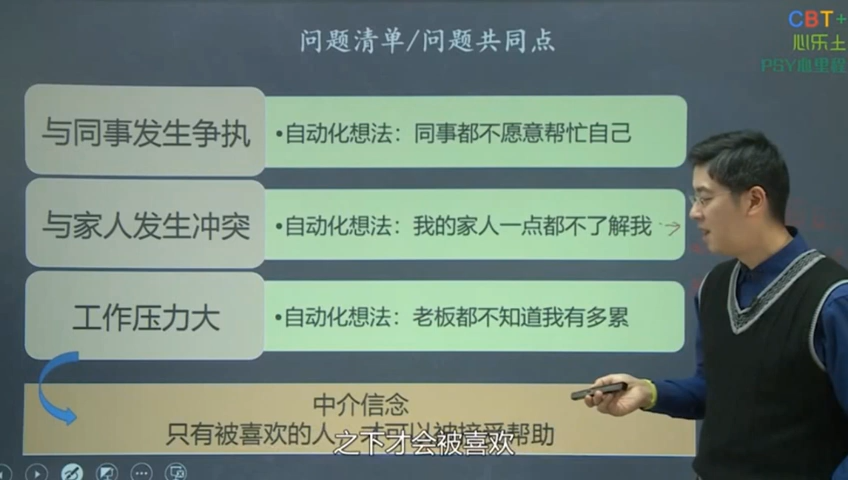 问题清单/问题共同点
CBT+
心乐土
PSY心里程
与同事发生争执
•自动化想法：同事都不愿意帮忙自己
与家人发生冲突
•自动化想法：我的家人一点都不了解我
工作压力大
•自动化想法：老板都不知道我有多累
中介信念
只有被喜欢的人，才可以被接受帮助
之下才会被喜欢